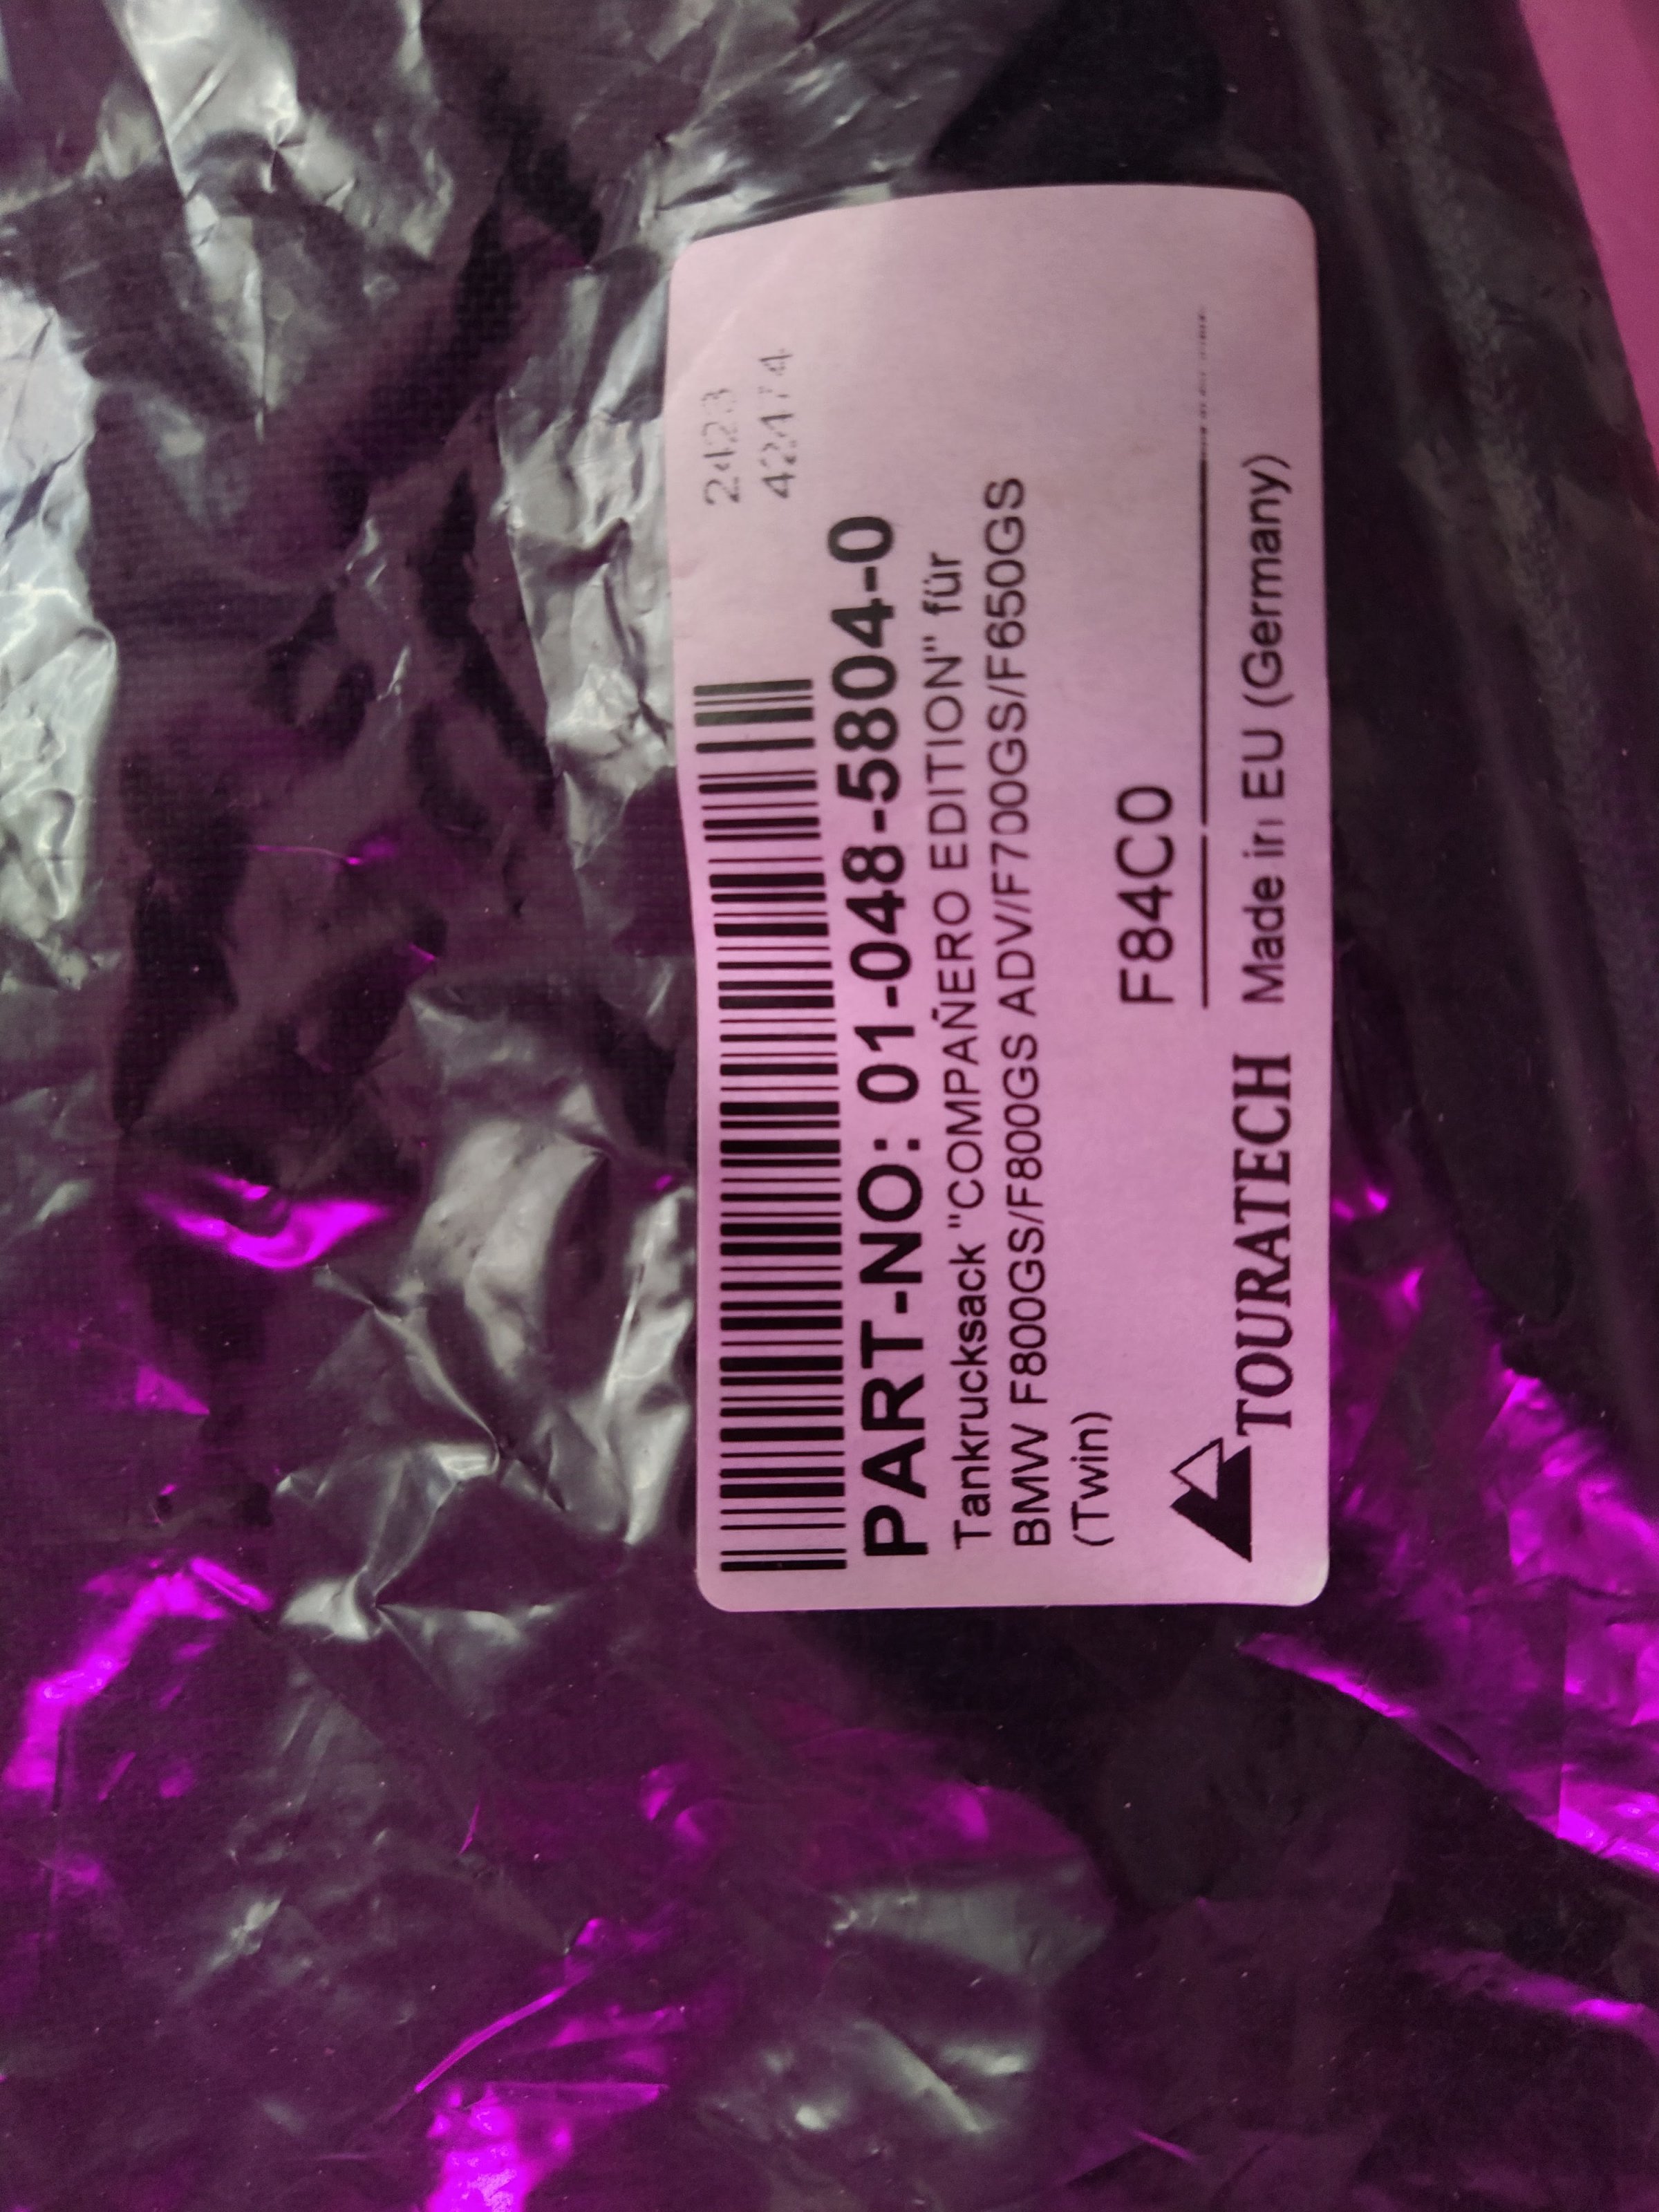 2423
PART-NO: 01-048-5804-0
Tankrucksack "COMPAÑERO EDITION" für
BMW F800GS/F800GS ADV/F700GS/F650GS
(Twin)
F84C0
TOURATECH Made in EU (Germany)